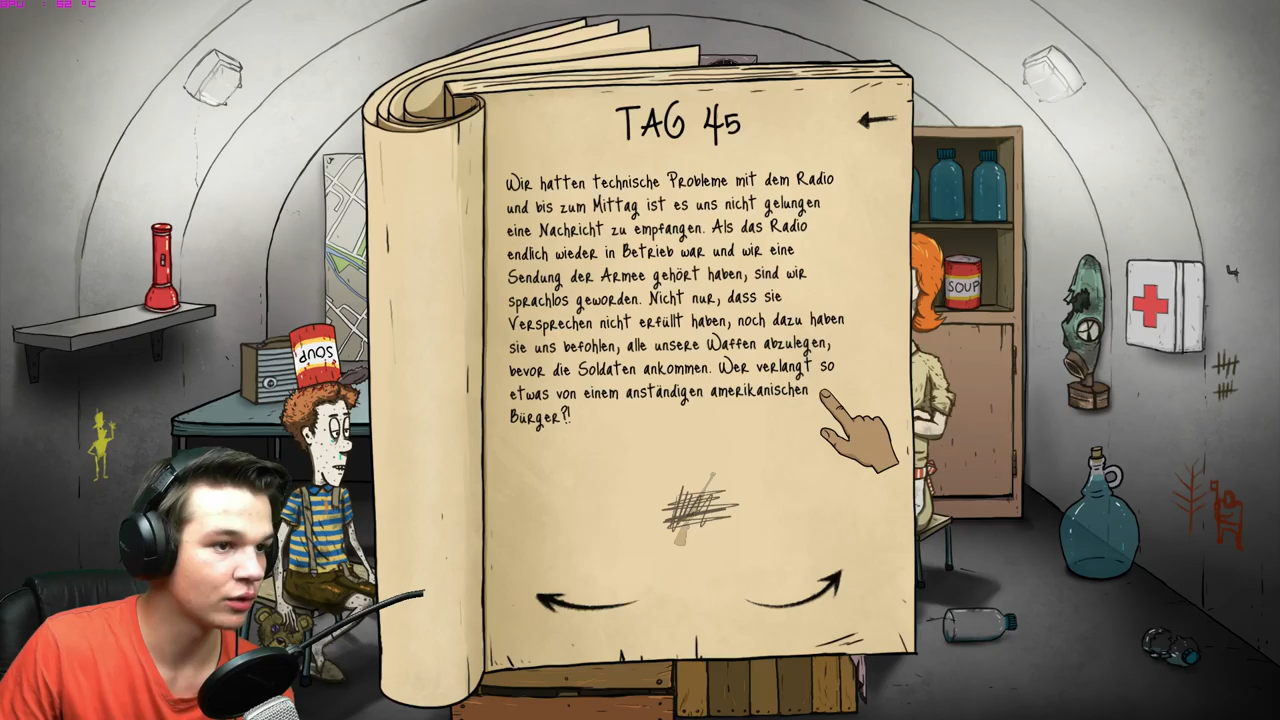 GPU : 52 °C
TAG 45
Wir hatten technische Probleme mit dem Radio
und bis zum Mittag ist es uns nicht gelungen
eine Nachricht zu empfangen. Als das Radio
endlich wieder in Betrieb war und wir eine
Sendung der Armee gehört haben, sind wir
sprachlos geworden. Nicht nur, dass sie
Versprechen nicht erfüllt haben, noch dazu haben
sie uns befohlen, alle unsere Waffen abzulegen,
bevor die Soldaten ankommen. Wer verlangt so
etwas von einem anständigen amerikanischen
Bürger?!
SOUP
SOUP